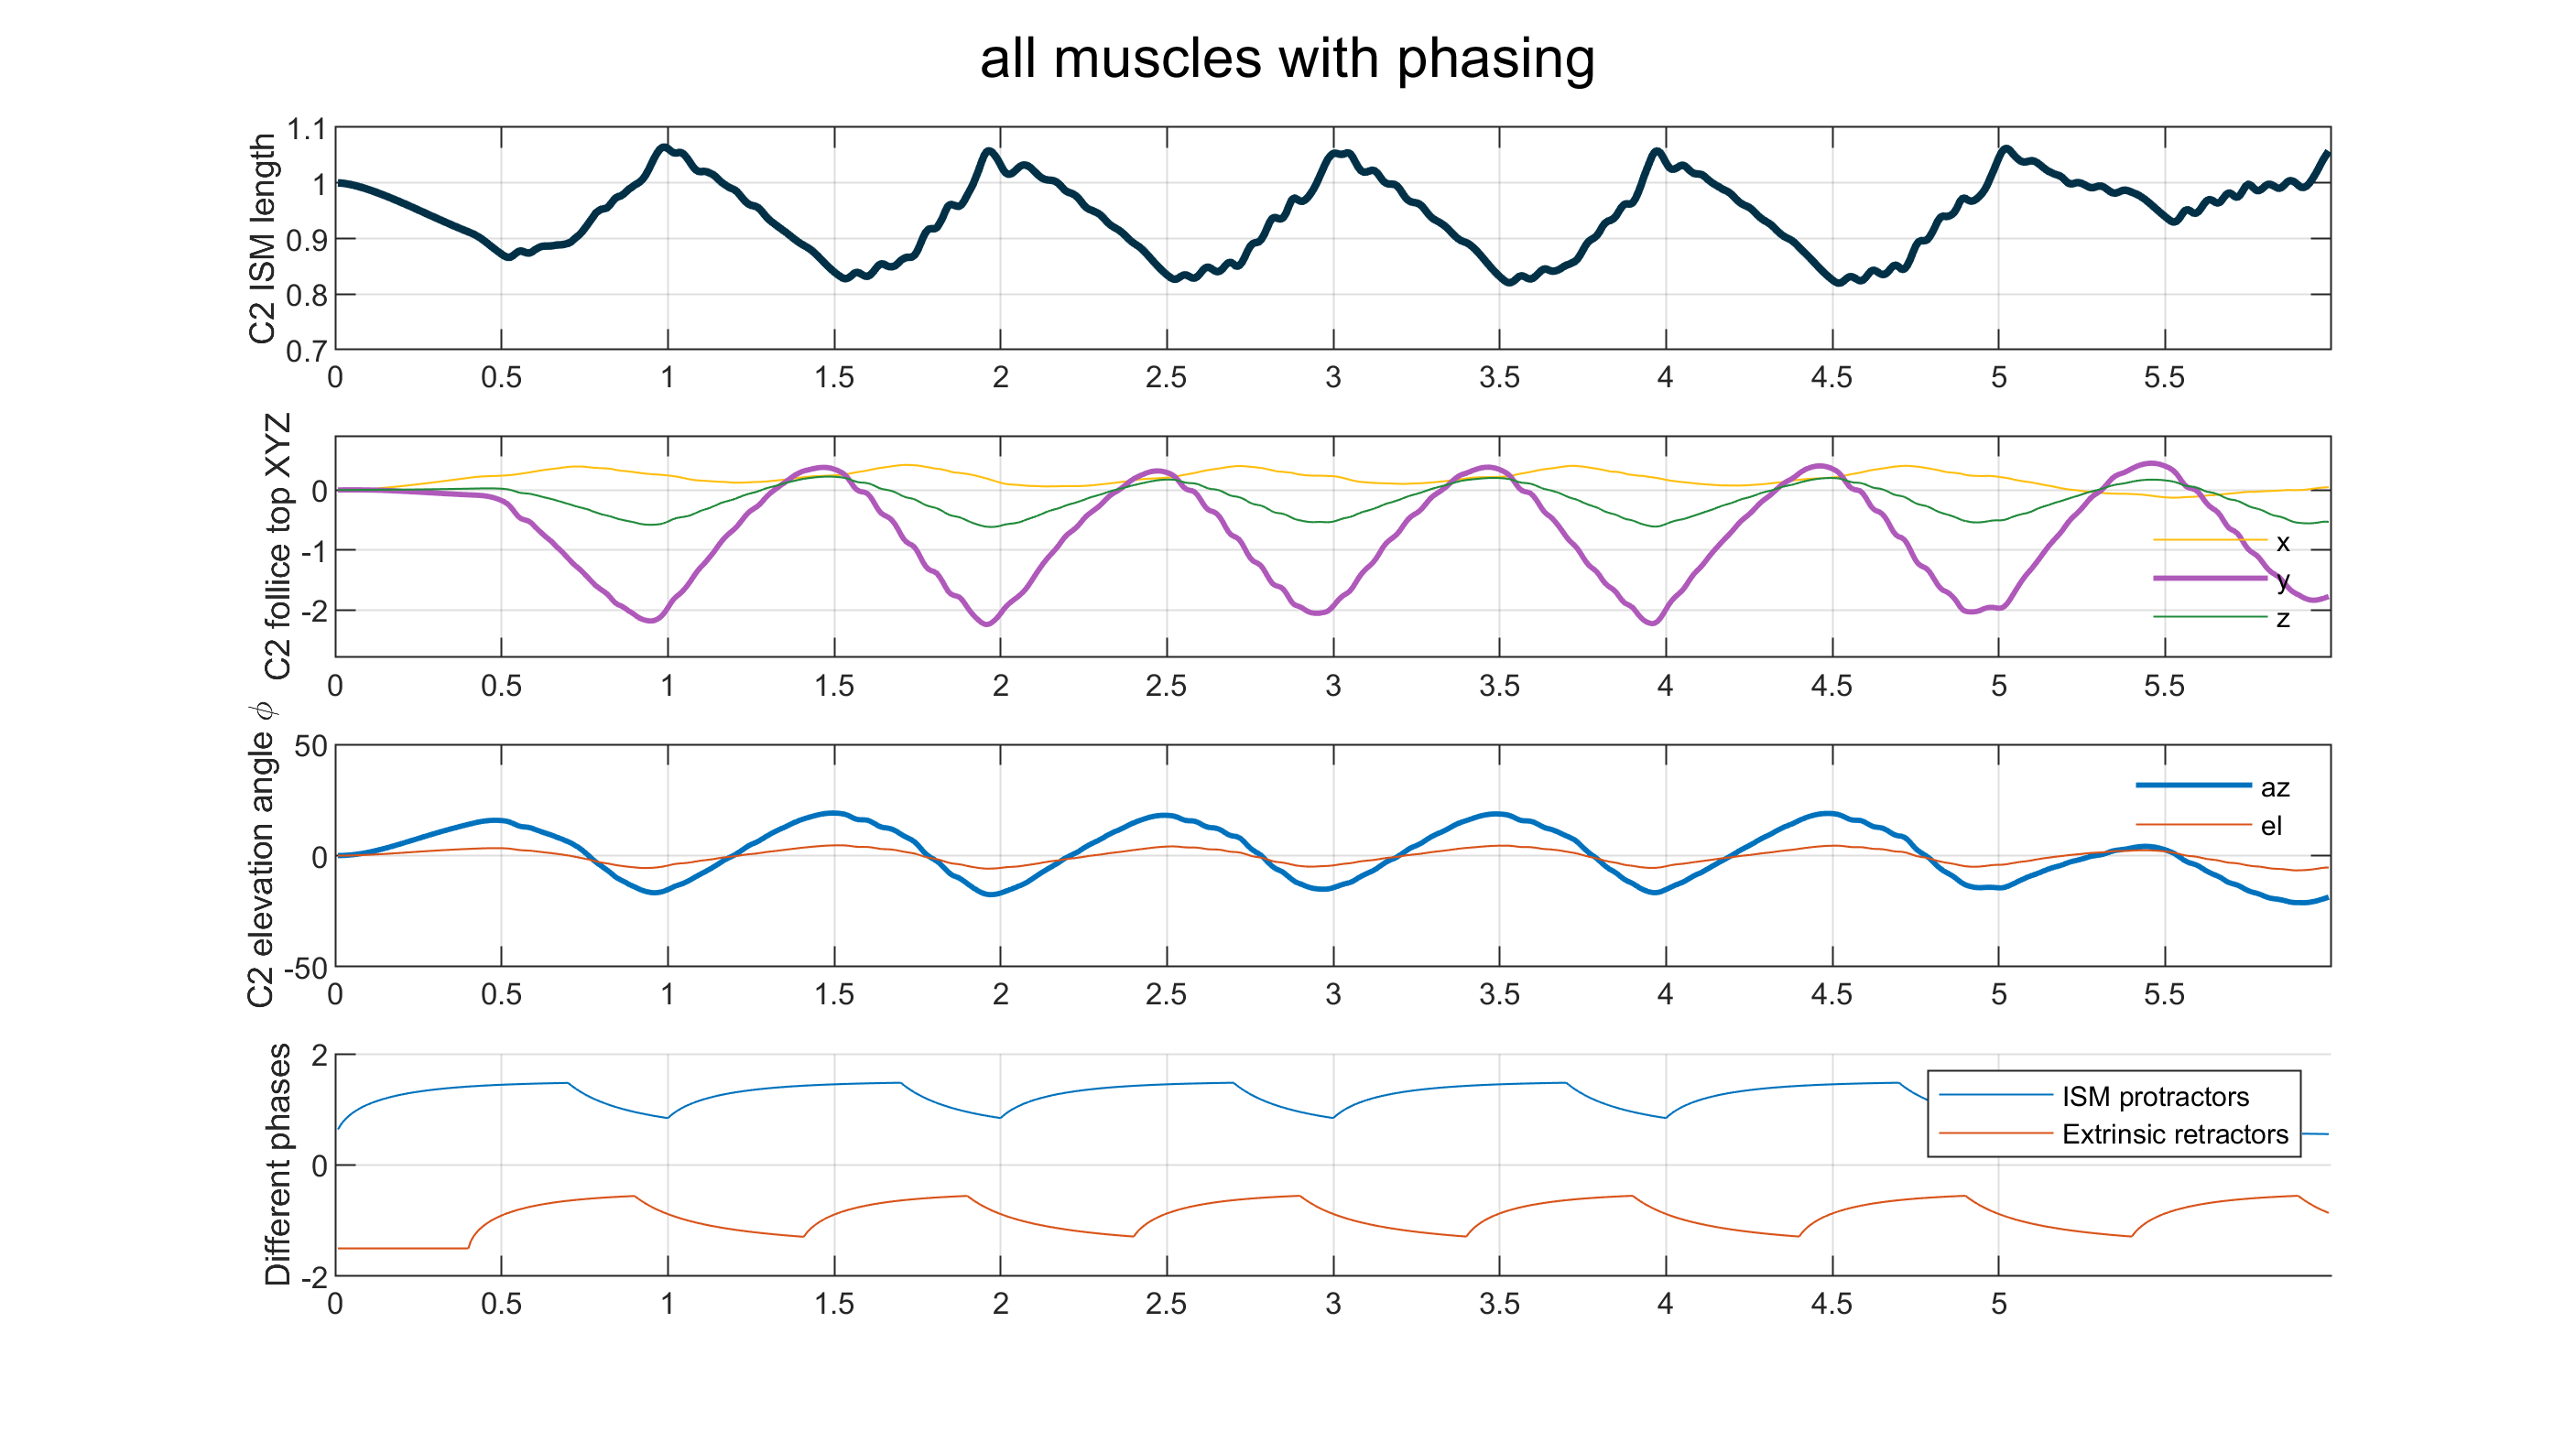 all muscles with phasing
C2 ISM length
1.1
1
0.9
0.8
0.7
0 0.5 1 1.5 2 2.5 3 3.5 4 4.5 5 5.5
C2 follice top XYZ
0
-1
-2
x
y
z
0 0.5 1 1.5 2 2.5 3 3.5 4 4.5 5 5.5
C2 elevation angle ϕ
50
0
-50
az
el
0 0.5 1 1.5 2 2.5 3 3.5 4 4.5 5 5.5
Different phases
2
0
-2
ISM protractors
Extrinsic retractors
0 0.5 1 1.5 2 2.5 3 3.5 4 4.5 5